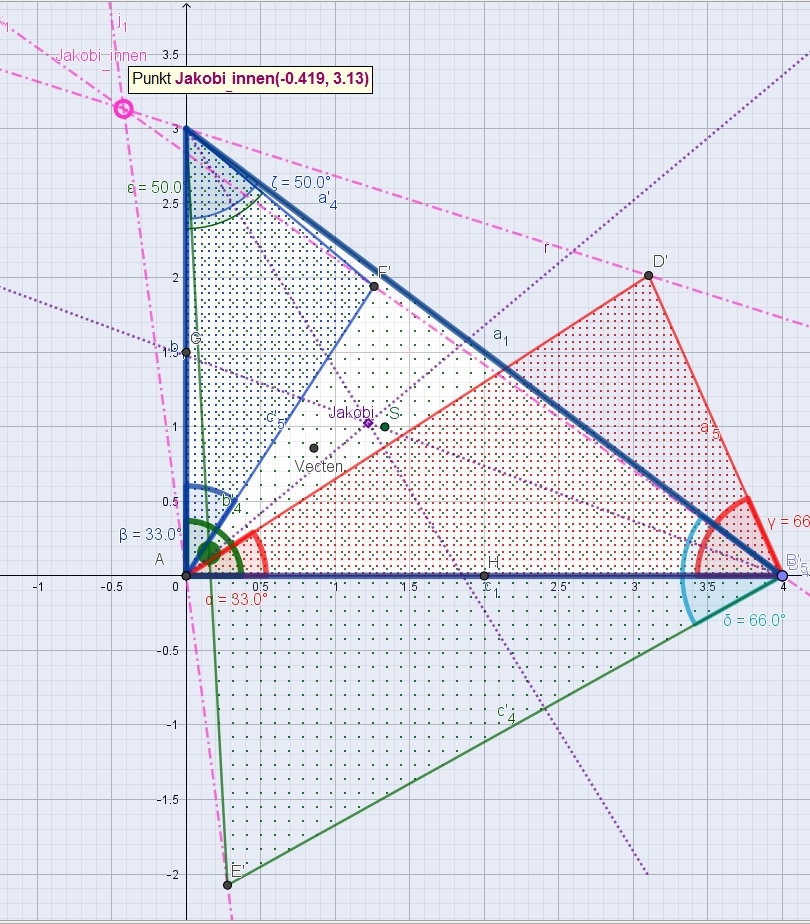 j₁
Jakobi_innen
Punkt Jakobi_innen(-0.419, 3.13)
3.5
3
ε = 50.0°
ζ = 50.0°
a'₄
2.5
r
D'
2
F'
G
1.5
a₁
c'₅
Jakobi
S
1
a'₅
Vecten
b'₄
0.5
β = 33.0°
γ = 66
A
H
B'₅
-1
-0.5
0
0.5
1
1.5
2
c₁
2.5
3
3.5
4
α = 33.0°
δ = 66.0°
-0.5
c'₄
-1
-1.5
E'
-2